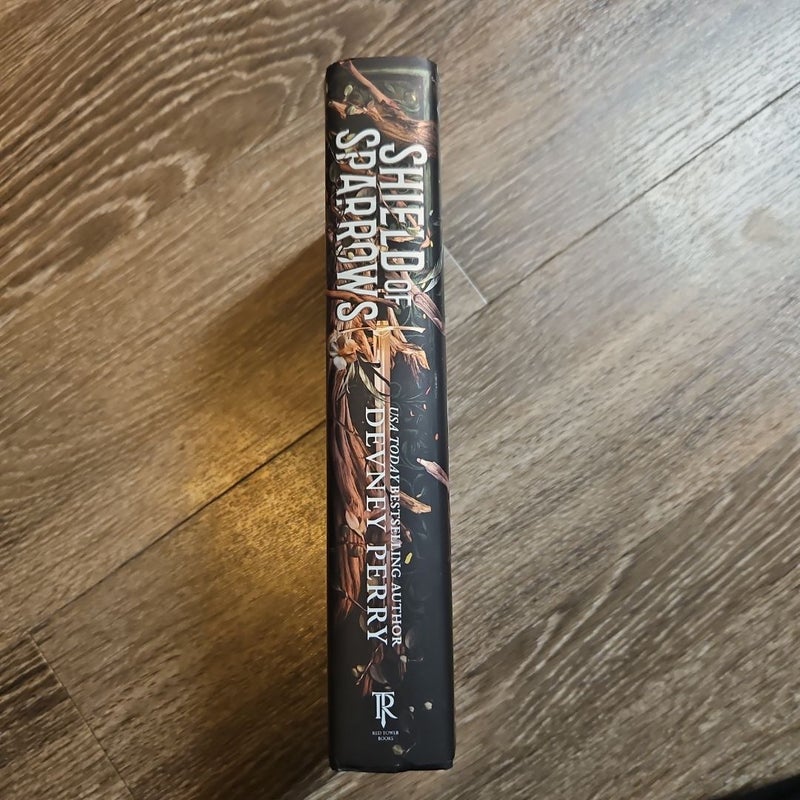 SHIELD OF
SPARROWS
USA TODAY BESTSELLING AUTHOR
DEVNEY PERRY
TR
RED TOWER
BOOKS